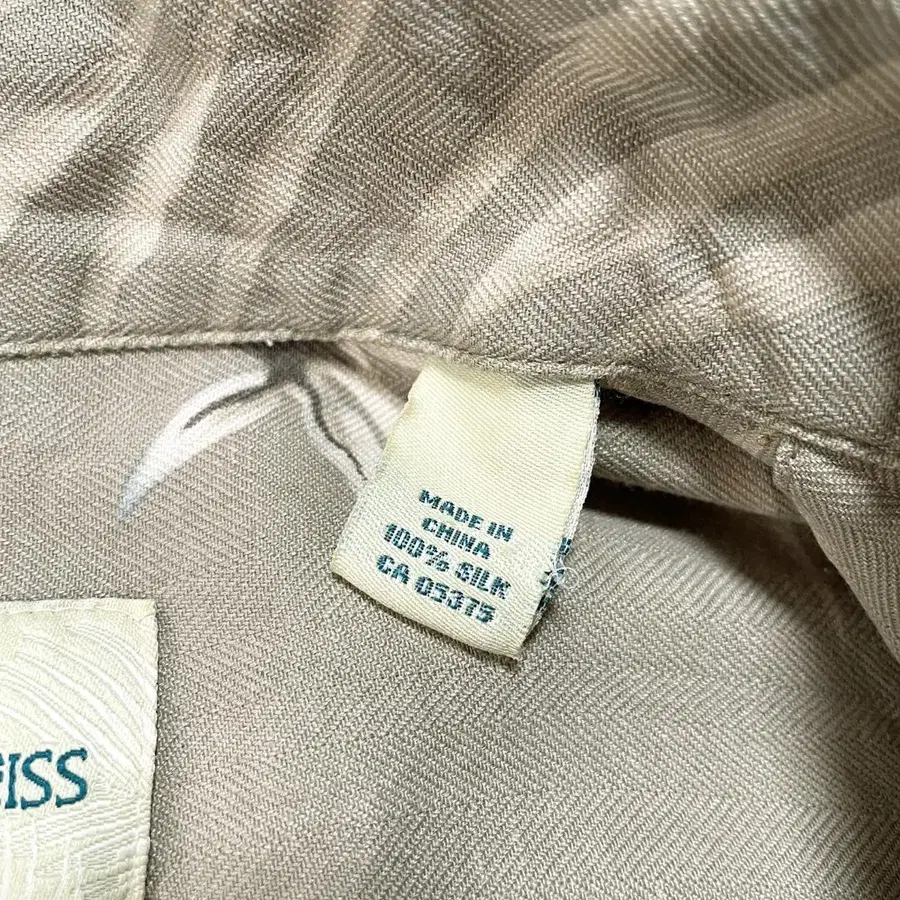 MADE IN
CHINA
100% SILK
CA 05375
EISS